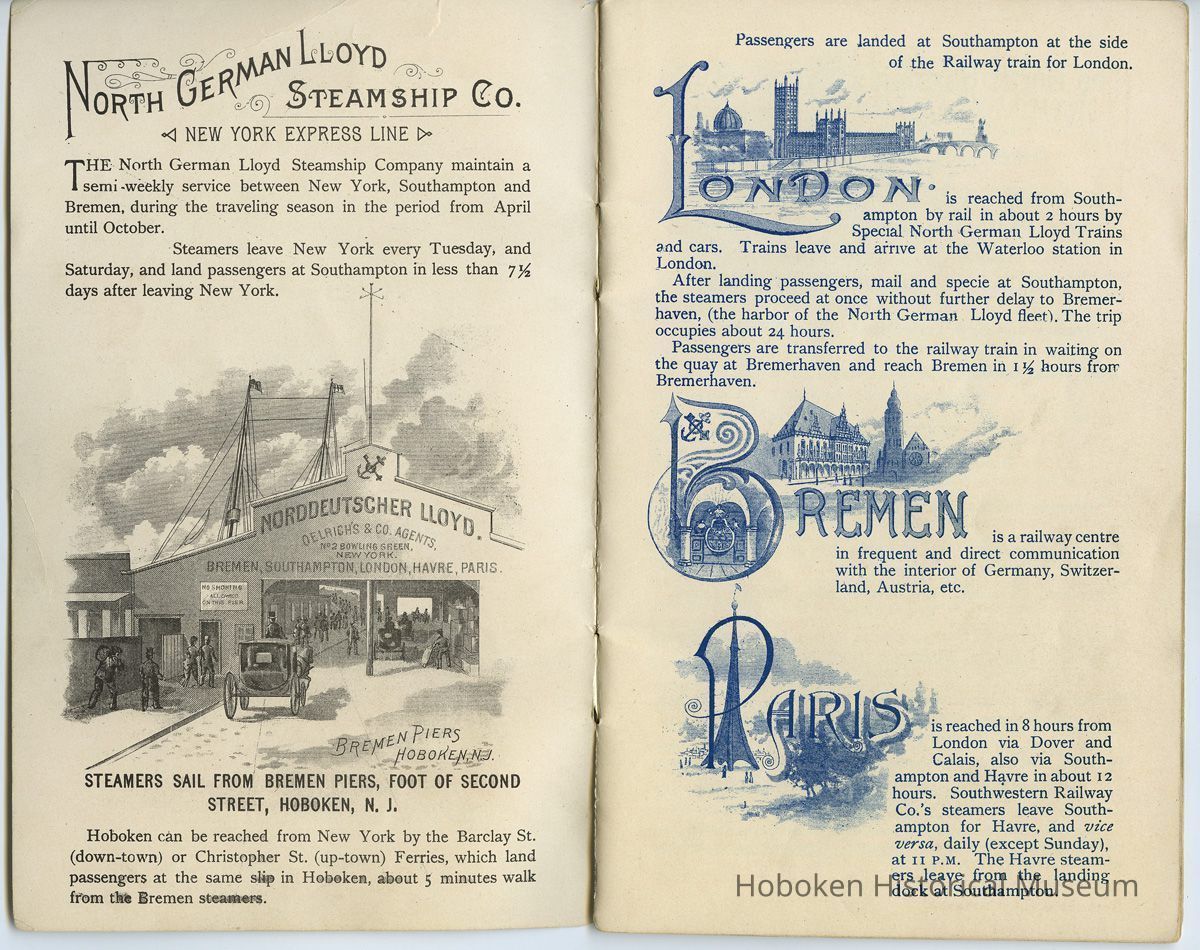 NORTH GERMAN LLOYD
STEAMSHIP CO.
NEW YORK EXPRESS LINE
THE North German Lloyd Steamship Company maintain a
semi-weekly service between New York, Southampton and
Bremen, during the traveling season in the period from April
until October.
Steamers leave New York every Tuesday, and
Saturday, and land passengers at Southampton in less than 7½
days after leaving New York.
NORDDEUTSCHER LLOYD.
OELRICHS & CO. AGENTS,
No 2 BOWLING GREEN,
NEW YORK.
BREMEN, SOUTHAMPTON, LONDON, HAVRE, PARIS.
NO SMOKING
ALLOWED
ON THIS PIER
BREMEN PIERS
HOBOKEN, N.J.
STEAMERS SAIL FROM BREMEN PIERS, FOOT OF SECOND
STREET, HOBOKEN, N. J.
Hoboken can be reached from New York by the Barclay St.
(down-town) or Christopher St. (up-town) Ferries, which land
passengers at the same slip in Hoboken, about 5 minutes walk
from the Bremen steamers.
Passengers are landed at Southampton at the side
of the Railway train for London.
LONDON
is reached from South-
ampton by rail in about 2 hours by
Special North German Lloyd Trains
and cars. Trains leave and arrive at the Waterloo station in
London.
After landing passengers, mail and specie at Southampton,
the steamers proceed at once without further delay to Bremer-
haven, (the harbor of the North German Lloyd fleet). The trip
occupies about 24 hours.
Passengers are transferred to the railway train in waiting on
the quay at Bremerhaven and reach Bremen in 1½ hours from
Bremerhaven.
BREMEN
is a railway centre
in frequent and direct communication
with the interior of Germany, Switzer-
land, Austria, etc.
PARIS
is reached in 8 hours from
London via Dover and
Calais, also via South-
ampton and Havre in about 12
hours. Southwestern Railway
Co.'s steamers leave South-
ampton for Havre, and vice
versa, daily (except Sunday),
at 11 P.M. The Havre steam-
ers leave from the landing
dock at Southampton.
Hoboken Historical Museum